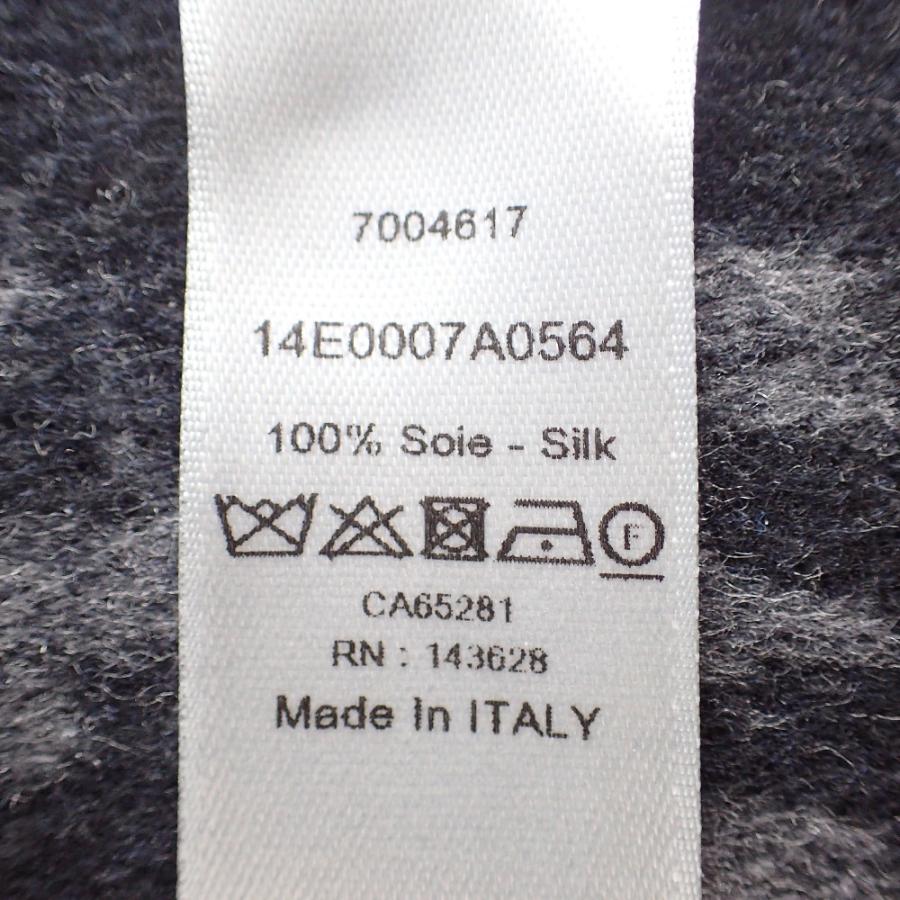 7004617
14E0007A0564
100% Soie - Silk
F
CA65281
RN : 143628
Made In ITALY